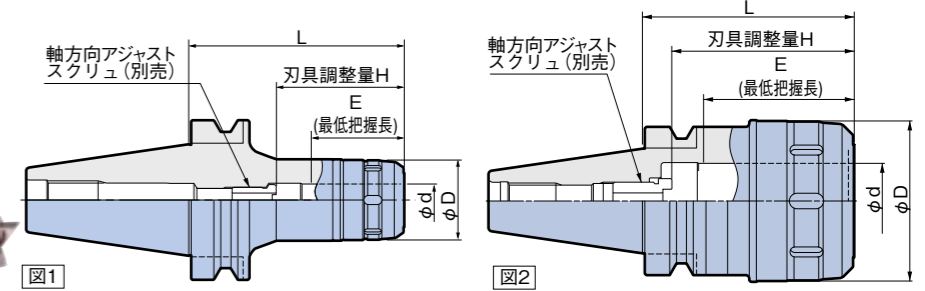 L
軸方向アジャスト
スクリュ(別売)
刃具調整量H
E
(最低把握長)
φd
φD
図1
L
軸方向アジャスト
スクリュ(別売)
刃具調整量H
E
(最低把握長)
φd
φD
図2